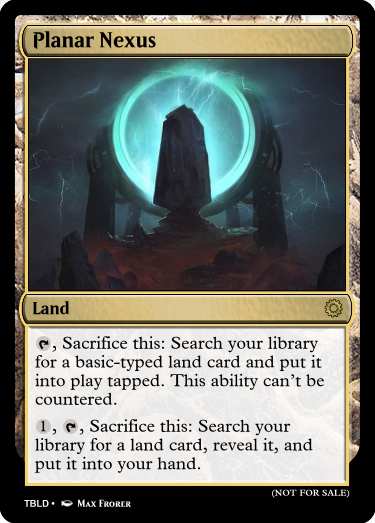 Planar Nexus
Land
, Sacrifice this: Search your library
for a basic-typed land card and put it
into play tapped. This ability can't be
countered.
1, , Sacrifice this: Search your
library for a land card, reveal it, and
put it into your hand.
(NOT FOR SALE)
TBLD • Max Frorer